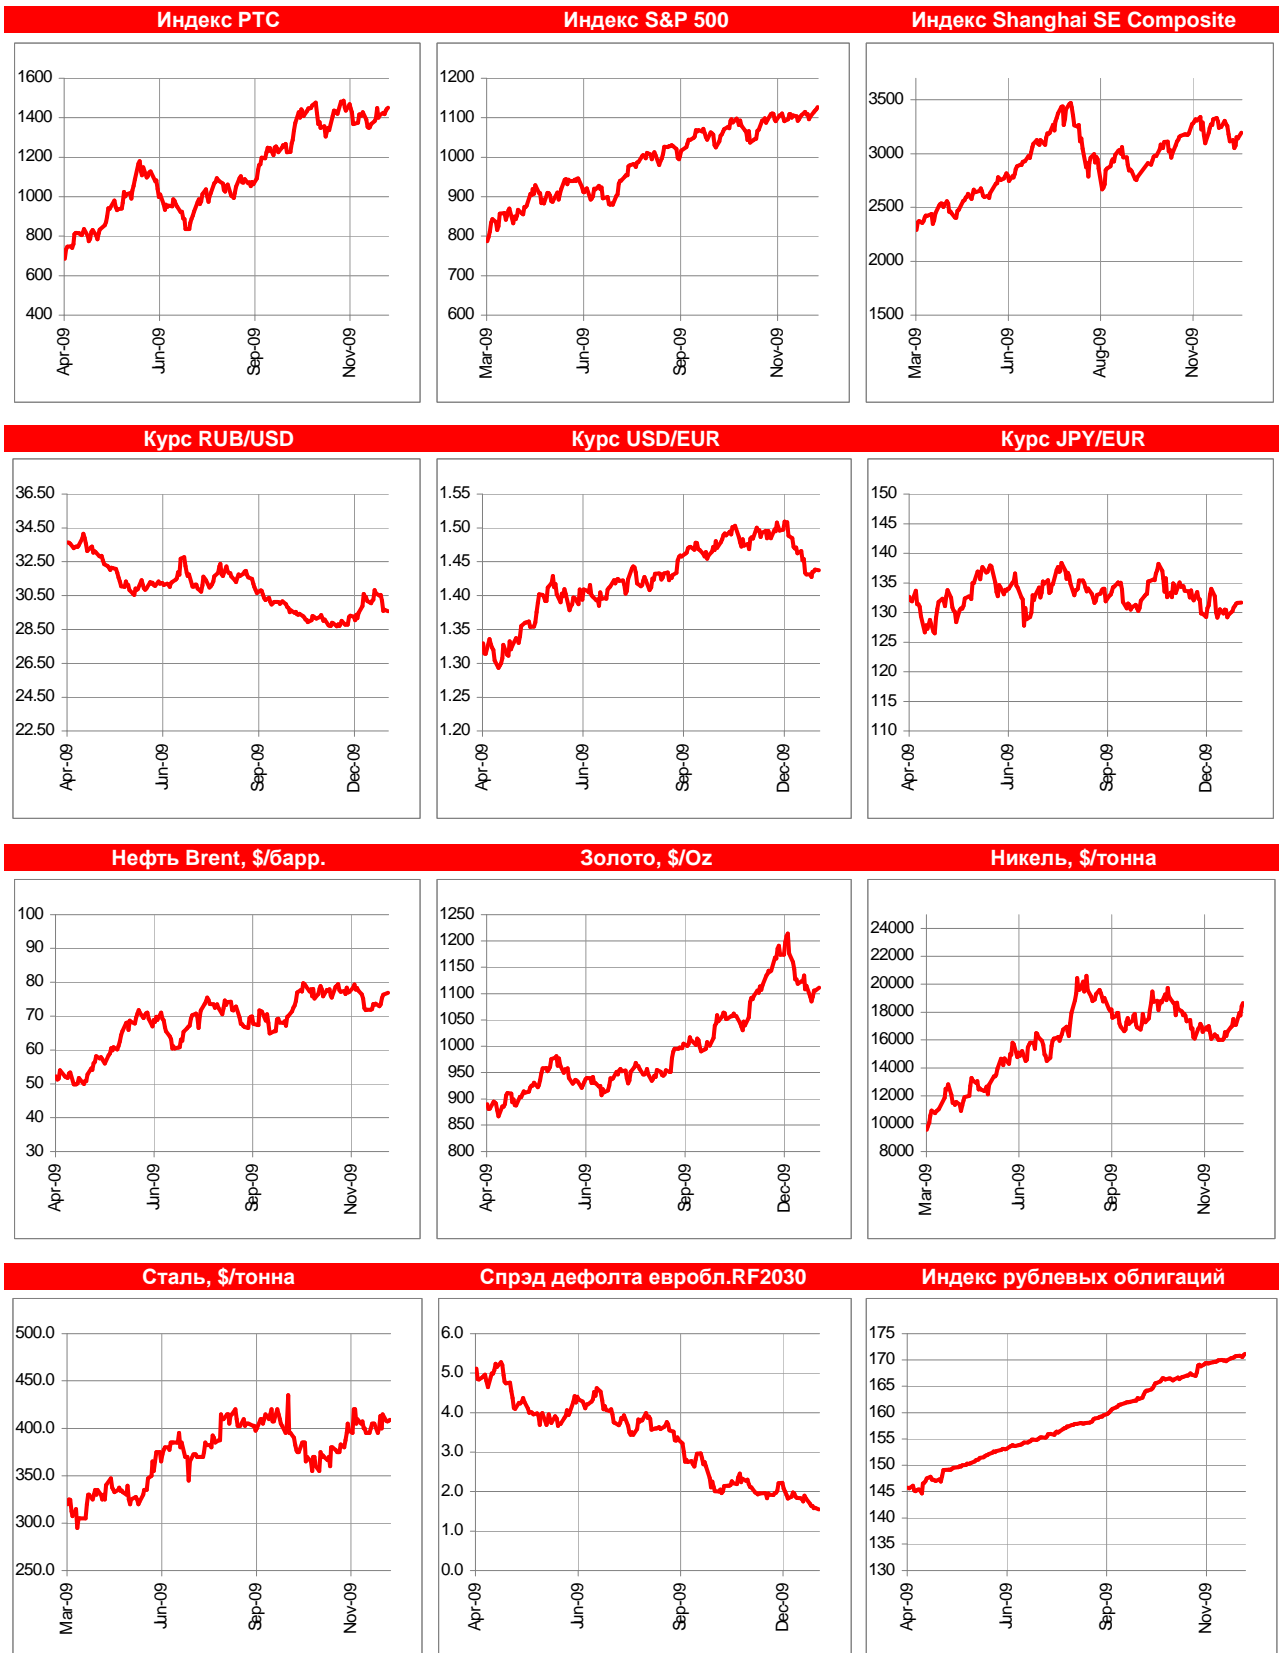 Индекс РТС
Индекс S&P 500
Индекс Shanghai SE Composite
1600
1400
1200
1000
800
600
400
Apr-09
Jun-09
Sep-09
Nov-09
1200
1100
1000
900
800
700
600
Mar-09
Jun-09
Sep-09
Nov-09
3500
3000
2500
2000
1500
Mar-09
Jun-09
Aug-09
Nov-09
Курс RUB/USD
Курс USD/EUR
Курс JPY/EUR
36.50
34.50
32.50
30.50
28.50
26.50
24.50
22.50
Apr-09
Jun-09
Sep-09
Dec-09
1.55
1.50
1.45
1.40
1.35
1.30
1.25
1.20
Apr-09
Jun-09
Sep-09
Dec-09
150
145
140
135
130
125
120
115
110
Apr-09
Jun-09
Sep-09
Dec-09
Нефть Brent, $/барр.
Золото, $/Oz
Никель, $/тонна
100
90
80
70
60
50
40
30
Apr-09
Jun-09
Sep-09
Nov-09
1250
1200
1150
1100
1050
1000
950
900
850
800
Apr-09
Jun-09
Sep-09
Dec-09
24000
22000
20000
18000
16000
14000
12000
10000
8000
Mar-09
Jun-09
Sep-09
Nov-09
Сталь, $/тонна
Спрэд дефолта евробл.RF2030
Индекс рублевых облигаций
500.0
450.0
400.0
350.0
300.0
250.0
Mar-09
Jun-09
Sep-09
Nov-09
6.0
5.0
4.0
3.0
2.0
1.0
0.0
Apr-09
Jun-09
Sep-09
Dec-09
175
170
165
160
155
150
145
140
135
130
Apr-09
Jun-09
Sep-09
Nov-09